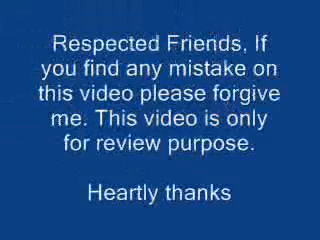 Respected Friends, If
you find any mistake on
this video please forgive
me. This video is only
for review purpose.
Heartly thanks